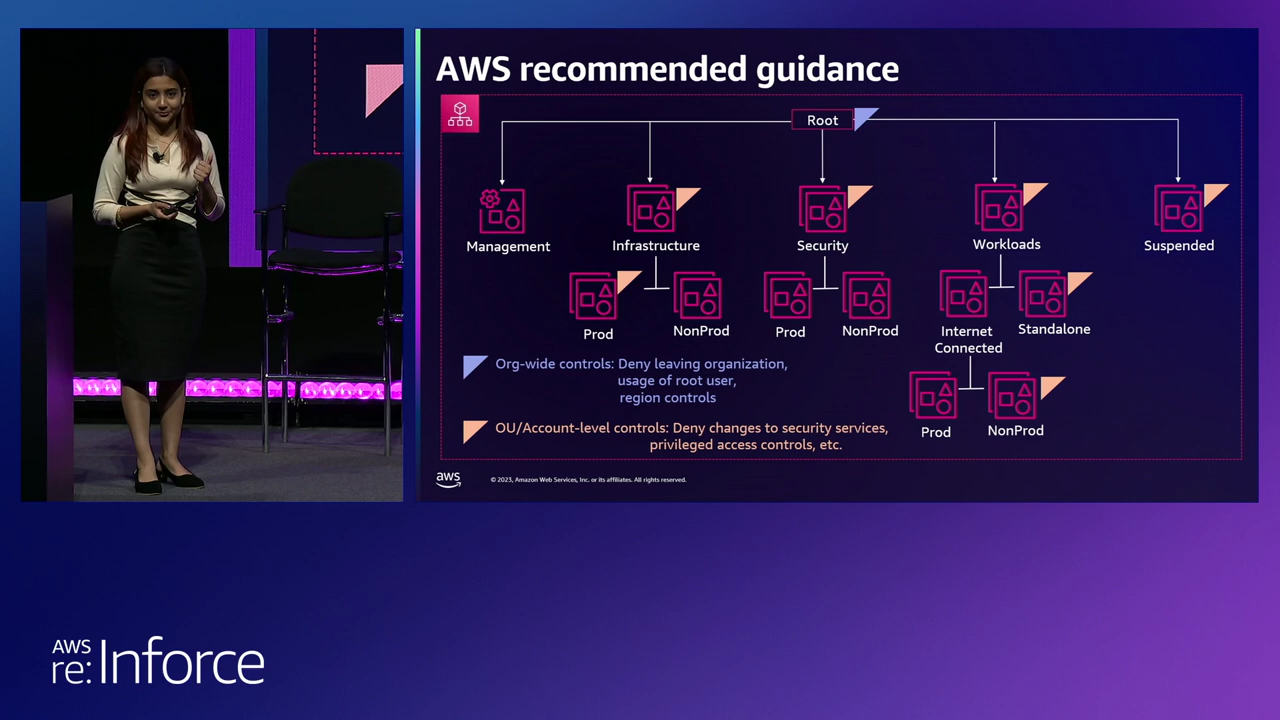 AWS recommended guidance
Root
Management
Infrastructure
Security
Workloads
Suspended
Prod
NonProd
Prod
NonProd
Internet
Connected
Standalone
Org-wide controls: Deny leaving organization,
usage of root user,
region controls
Prod
NonProd
OU/Account-level controls: Deny changes to security services,
privileged access controls, etc.
aws
© 2023, Amazon Web Services, Inc. or its affiliates. All rights reserved.
AWS
re:Inforce